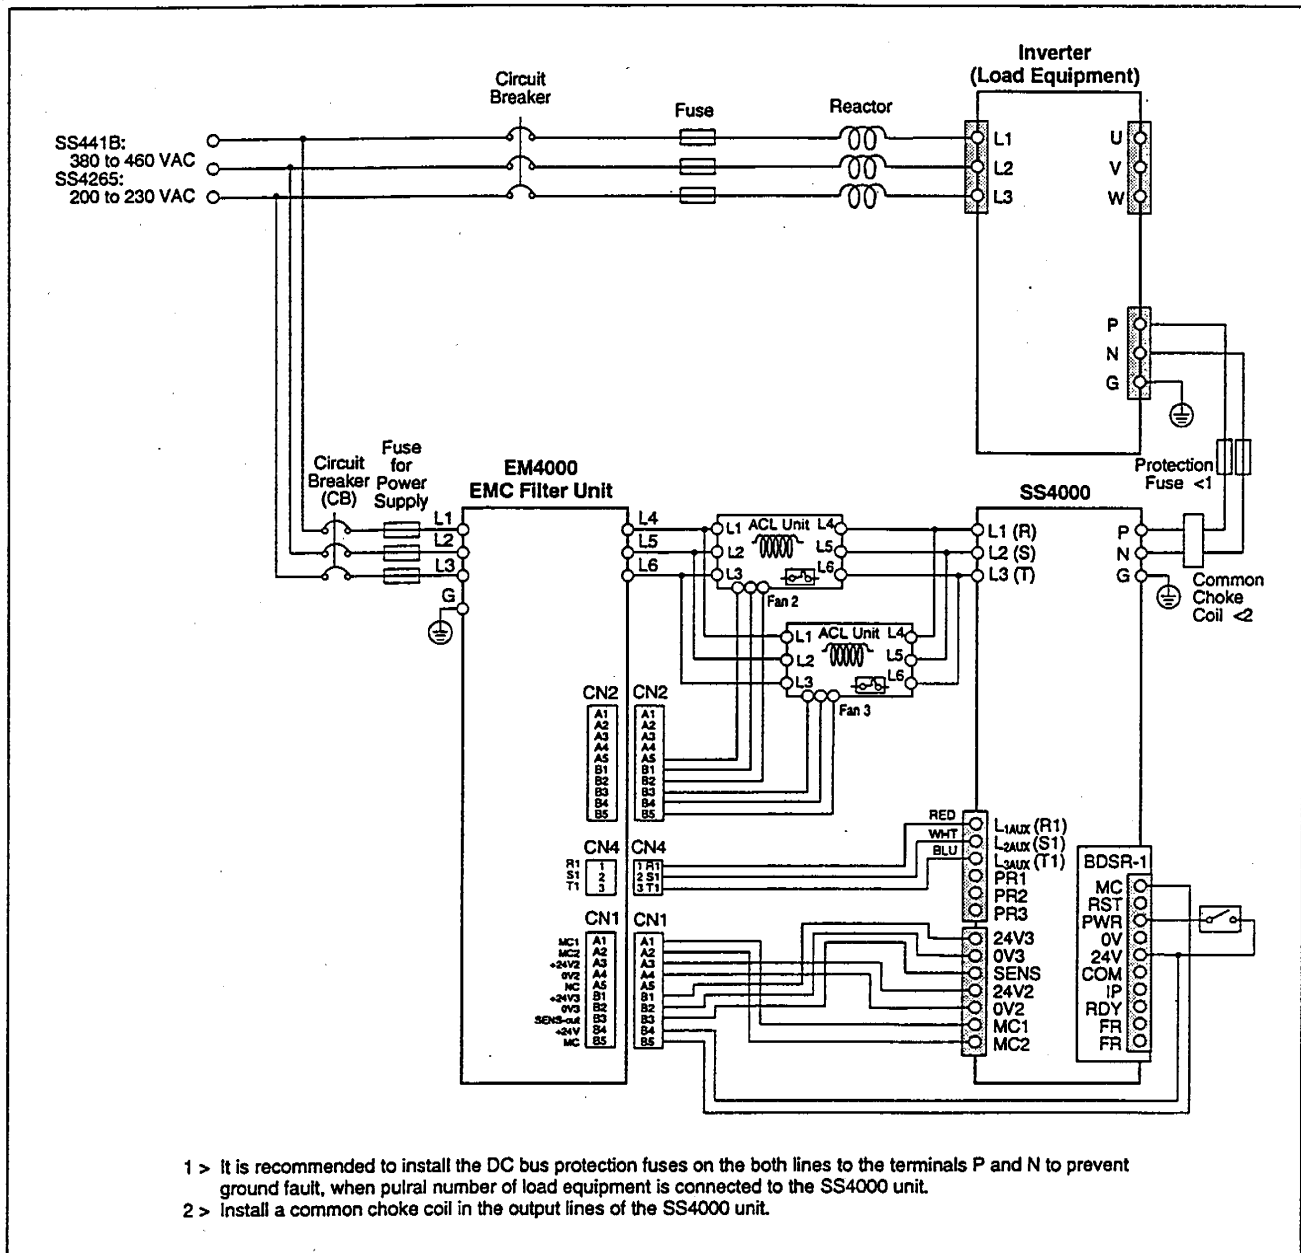 Inverter
(Load Equipment)
Circuit
Breaker
Fuse
Reactor
SS441B:
380 to 460 VAC
SS4265:
200 to 230 VAC
L1
L2
L3
U
V
W
P
N
G
Protection
Fuse <1
Circuit
Breaker
(CB)
Fuse
for
Power
Supply
EM4000
EMC Filter Unit
SS4000
L1
L2
L3
G
L4
L5
L6
L1 ACL Unit L4
L2 L5
L3 L6
Fan 2
L1 ACL Unit L4
L2 L5
L3 L6
Fan 3
L1 (R)
L2 (S)
L3 (T)
P
N
G
Common
Choke
Coil <2
CN2 CN2
A1 A1
A2 A2
A3 A3
A4 A4
A5 A5
B1 B1
B2 B2
B3 B3
B4 B4
B5 B5
RED
WHT
BLU
L1AUX (R1)
L2AUX (S1)
L3AUX (T1)
PR1
PR2
PR3
CN4 CN4
R1 1 1 R1
S1 2 2 S1
T1 3 3 T1
CN1 CN1
MC1 A1 A1
MC2 A2 A2
+24V2 A3 A3
0V2 A4 A4
NC A5 A5
+24V3 B1 B1
0V3 B2 B2
SENS-out B3 B3
+24V B4 B4
MC B5 B5
24V3
0V3
SENS
24V2
0V2
MC1
MC2
BDSR-1
MC
RST
PWR
0V
24V
COM
IP
RDY
FR
FR
1 > It is recommended to install the DC bus protection fuses on the both lines to the terminals P and N to prevent
ground fault, when pulral number of load equipment is connected to the SS4000 unit.
2 > Install a common choke coil in the output lines of the SS4000 unit.